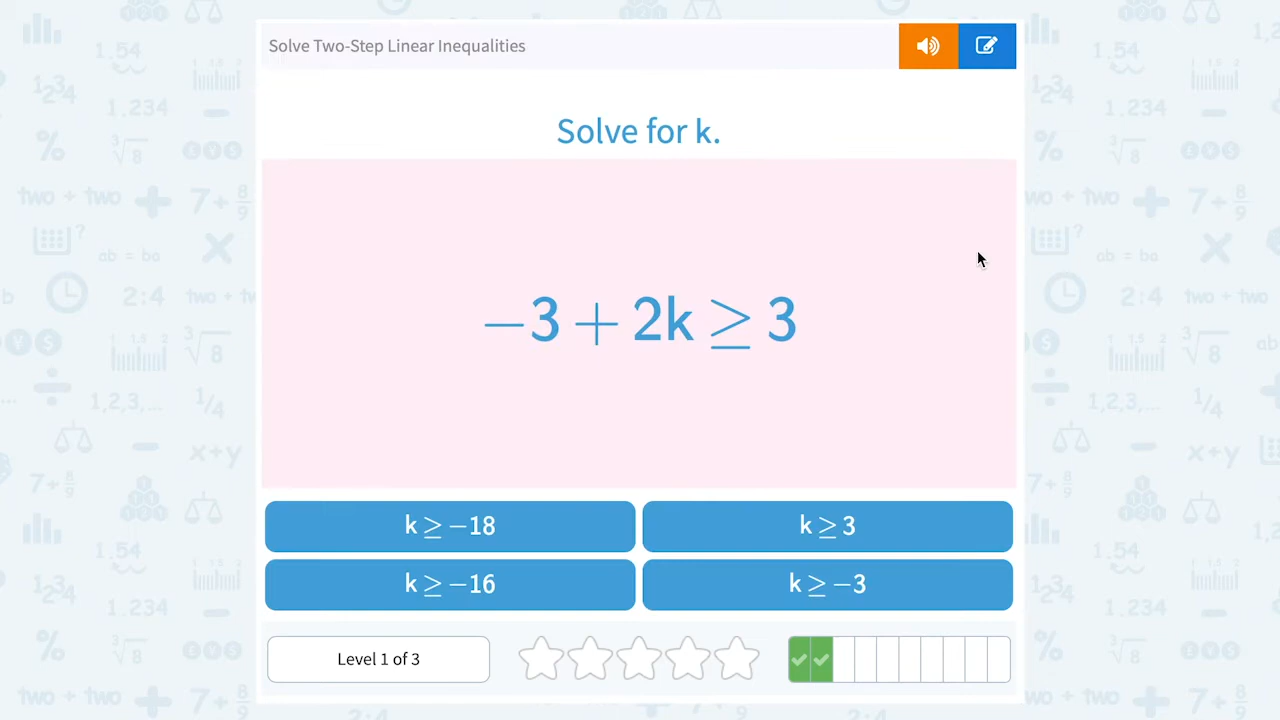 Solve Two-Step Linear Inequalities
Solve for k.
−3 + 2k ≥ 3
k ≥ −18
k ≥ 3
k ≥ −16
k ≥ −3
Level 1 of 3